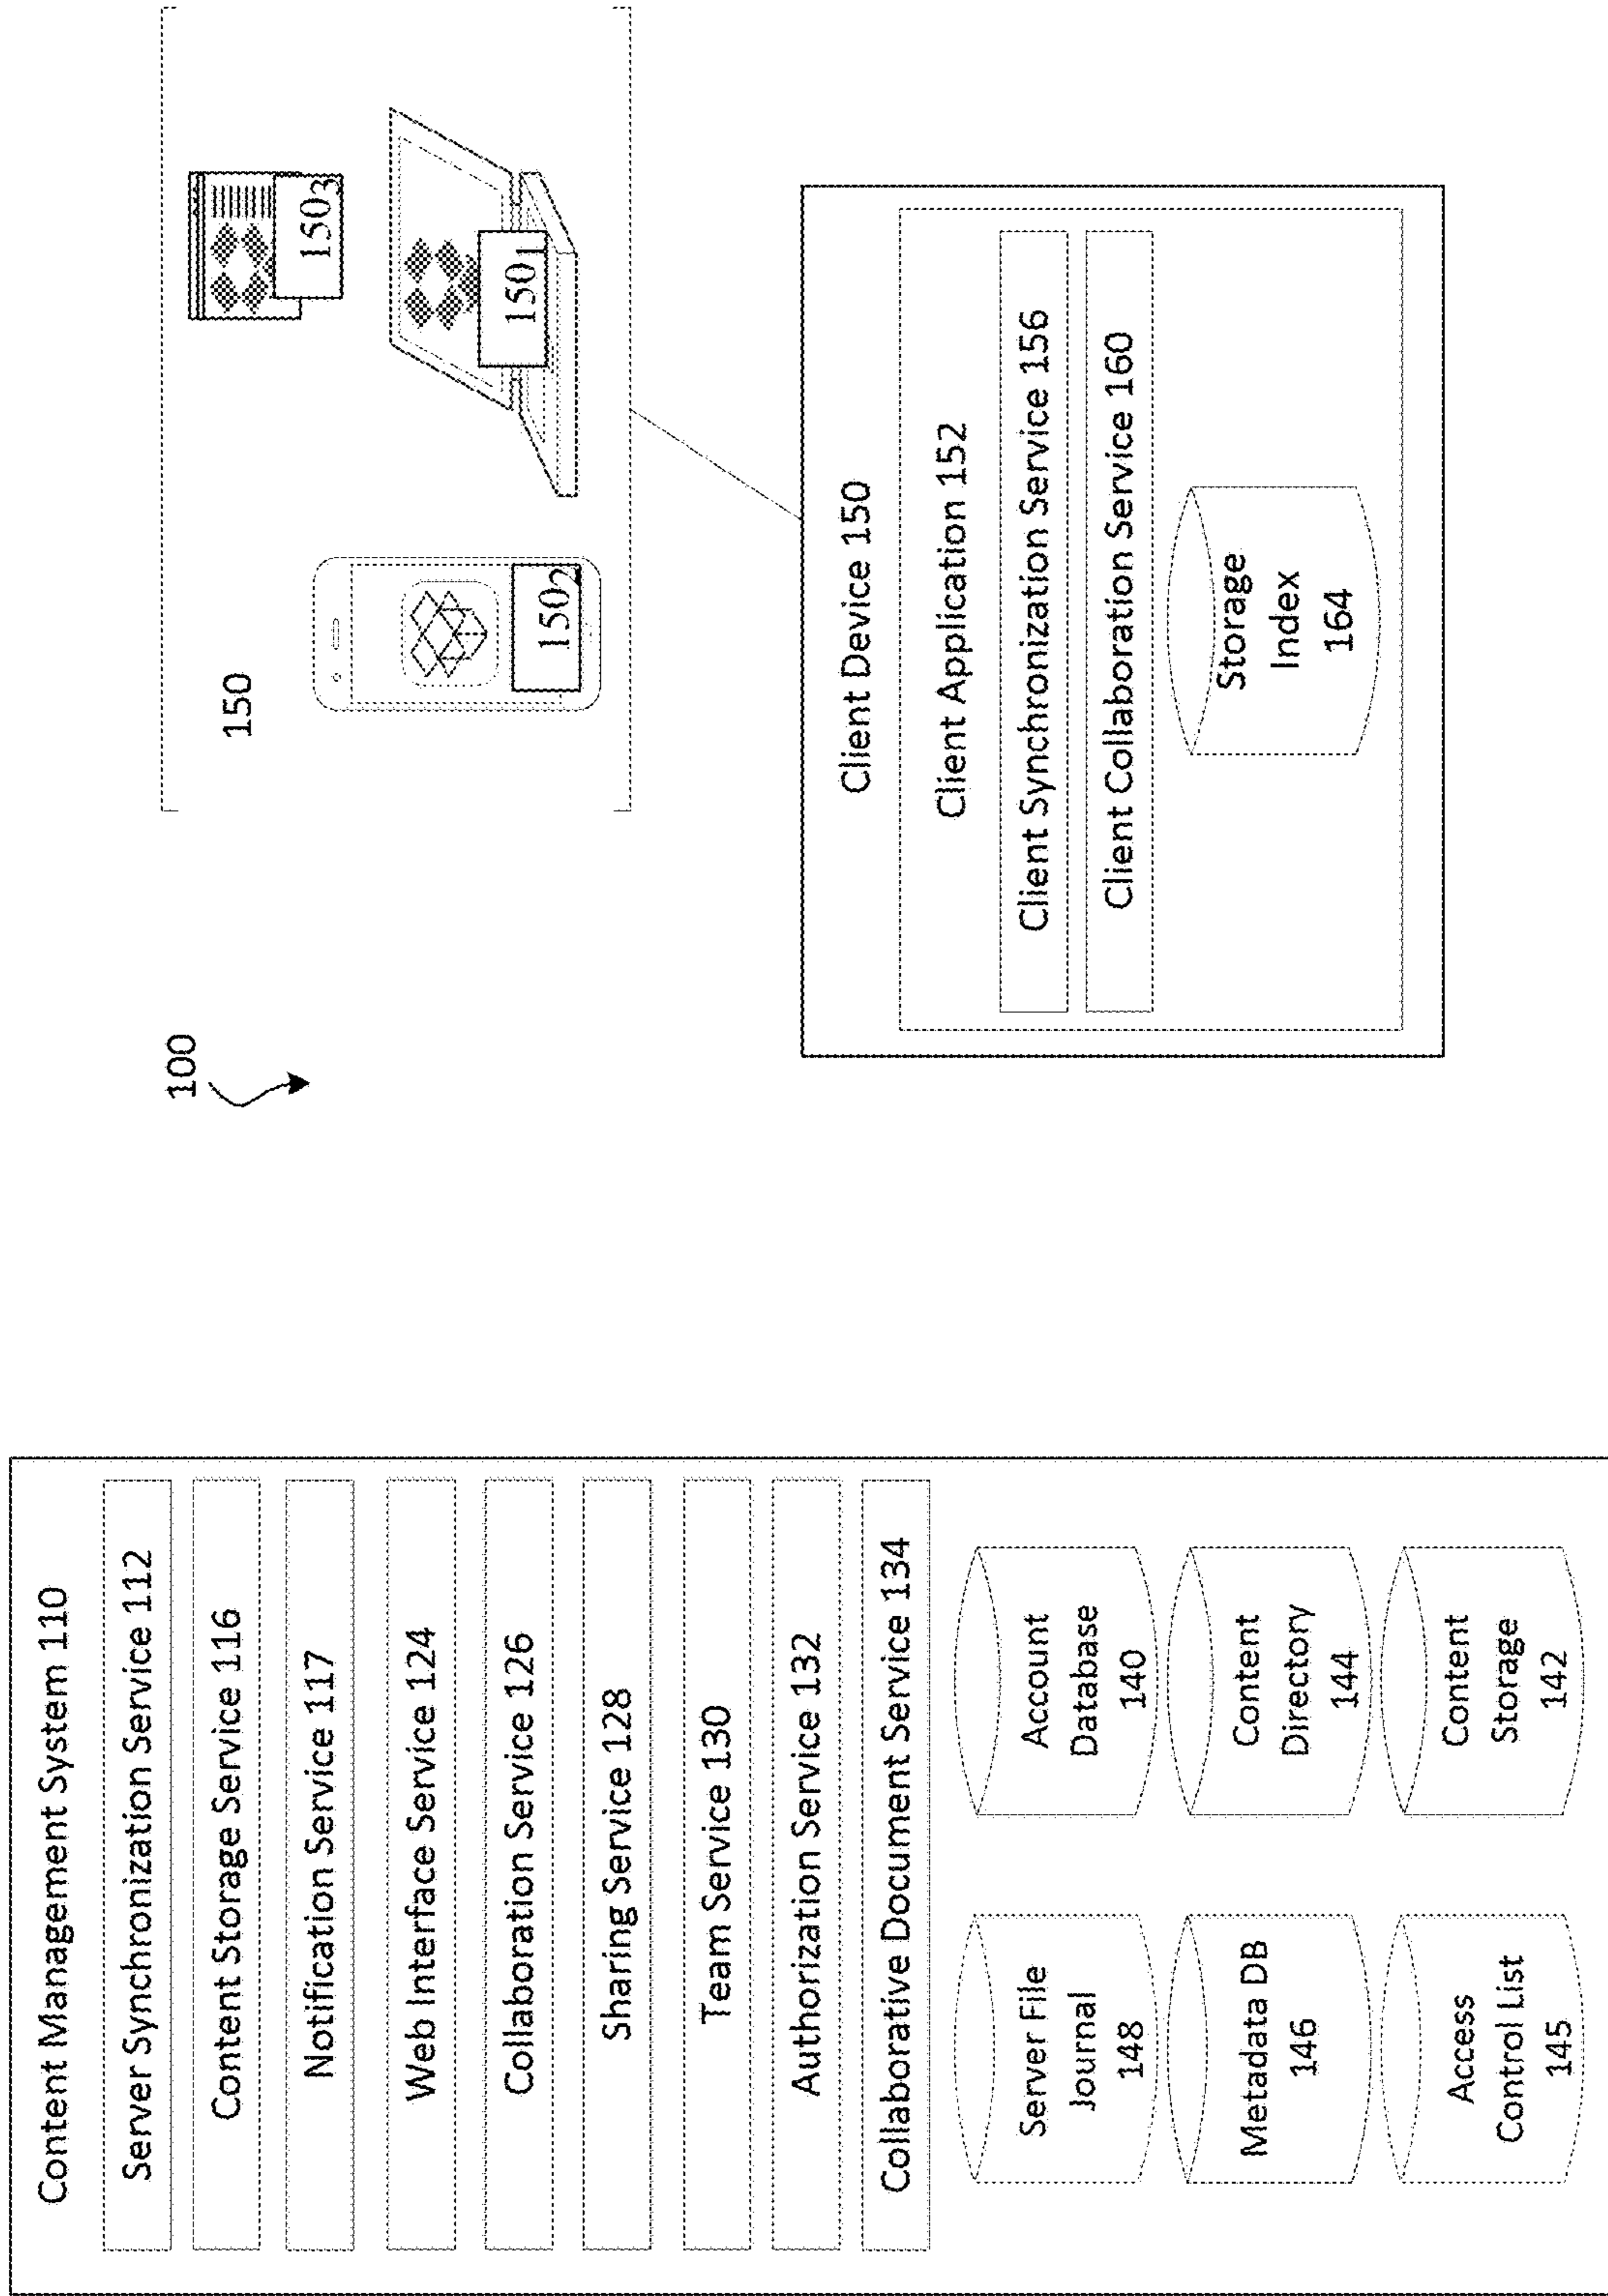 100
Content Management System 110
Server Synchronization Service 112
Content Storage Service 116
Notification Service 117
Web Interface Service 124
Collaboration Service 126
Sharing Service 128
Team Service 130
Authorization Service 132
Collaborative Document Service 134
Server File
Journal
148
Account
Database
140
Metadata DB
146
Content
Directory
144
Access
Control List
145
Content
Storage
142
150
150₂
150₁
150₃
Client Device 150
Client Application 152
Client Synchronization Service 156
Client Collaboration Service 160
Storage
Index
164